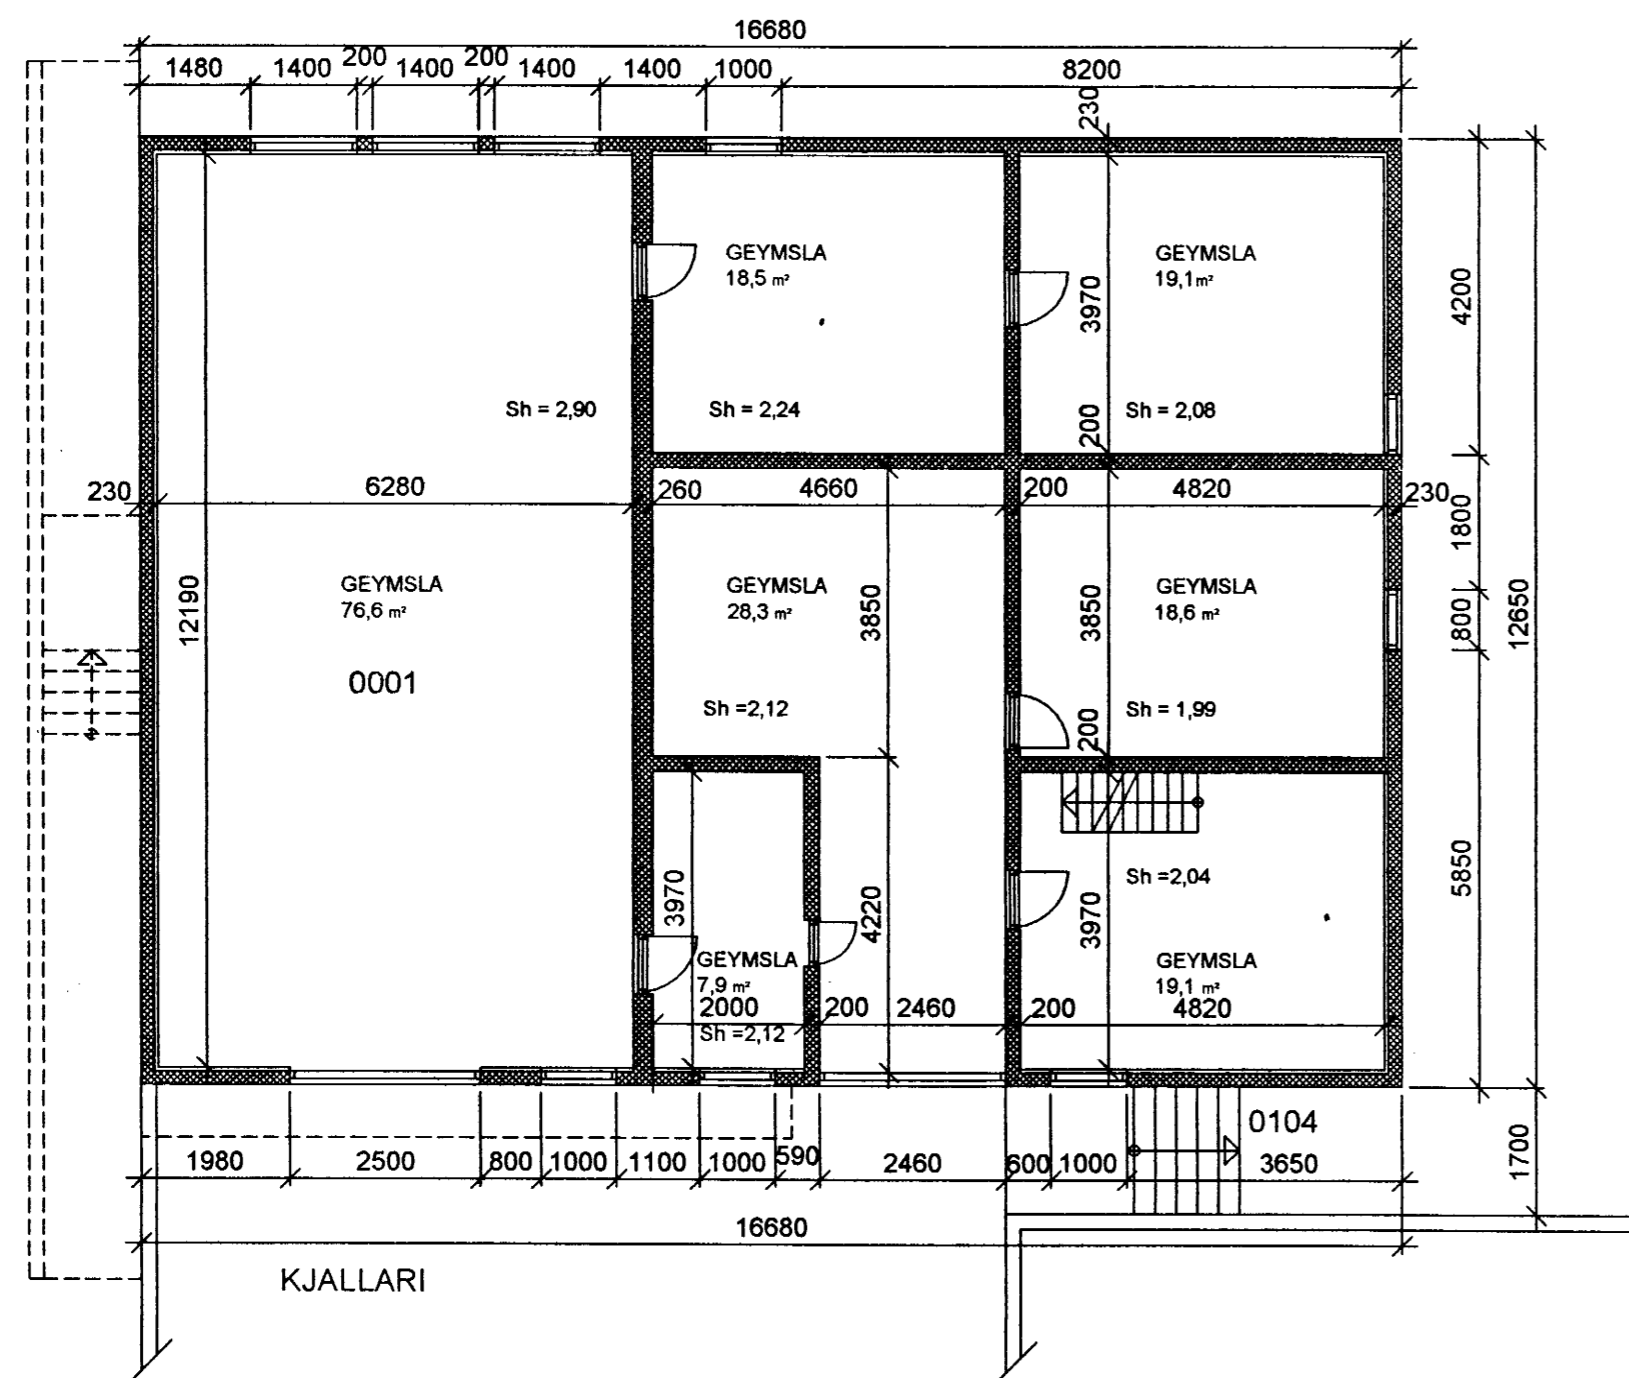 16680
1480 1400 200 1400 200 1400 1400 1000 8200
230
GEYMSLA
18,5 m²
GEYMSLA
19,1 m²
3970
4200
Sh = 2,90
Sh = 2,24
Sh = 2,08
200
230 6280 260 4660 200 4820 230
1800
12190
GEYMSLA
76,6 m²
GEYMSLA
28,3 m²
3850
3850
GEYMSLA
18,6 m²
800
12650
0001
Sh =2,12
Sh = 1,99
200
3970
4220
Sh =2,04
3970
5850
GEYMSLA
7,9 m²
GEYMSLA
19,1 m²
2000 200 2460 200 4820
Sh =2,12
0104
1700
1980 2500 800 1000 1100 1000 590 2460 600 1000 3650
16680
KJALLARI